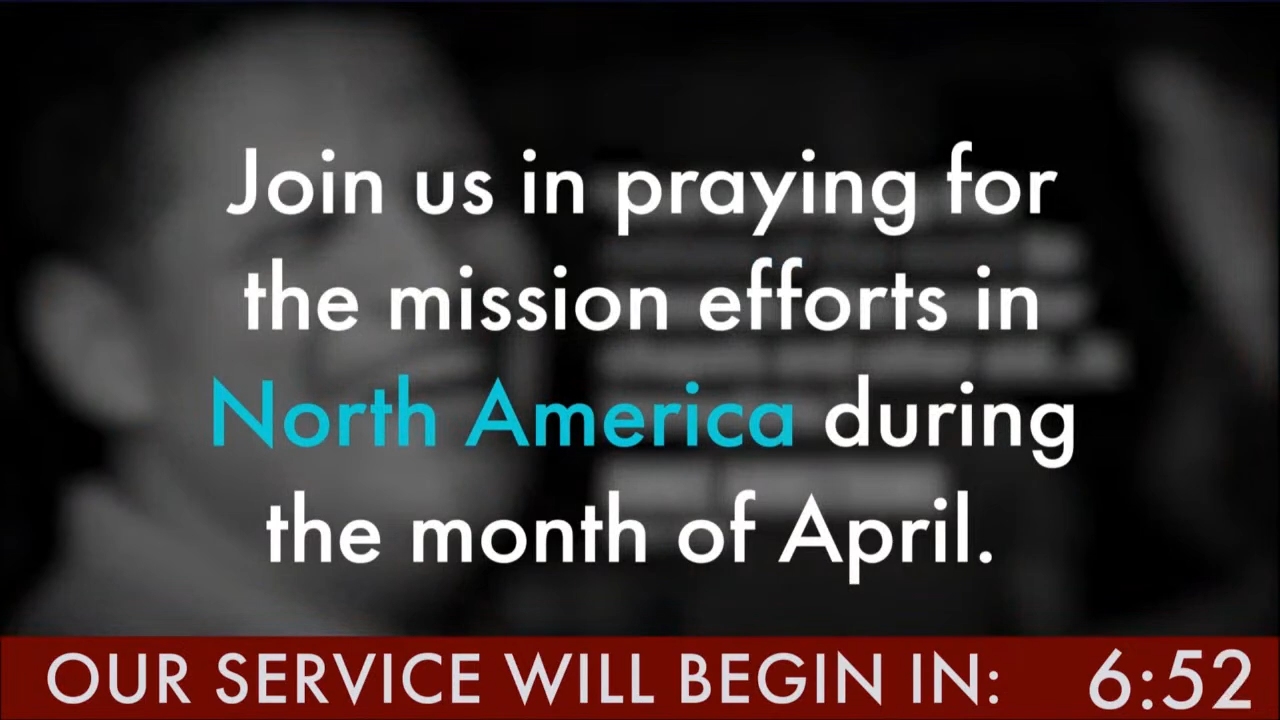 Join us in praying for
the mission efforts in
North America during
the month of April.
OUR SERVICE WILL BEGIN IN: 6:52